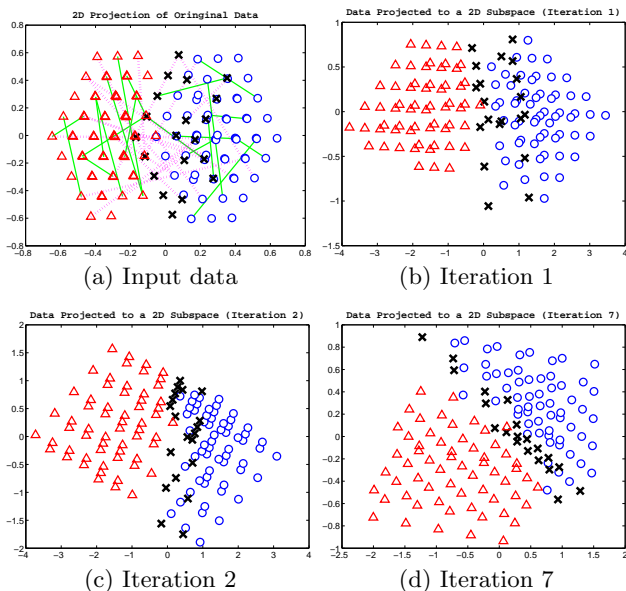 2D Projection of Oringinal Data
0.8
0.6
0.4
0.2
0
−0.2
−0.4
−0.6
−0.8
−0.8 −0.6 −0.4 −0.2 0 0.2 0.4 0.6 0.8
(a) Input data
Data Projected to a 2D Subspace (Iteration 1)
1
0.5
0
−0.5
−1
−1.5
−4 −3 −2 −1 0 1 2 3 4
(b) Iteration 1
Data Projected to a 2D Subspace (Iteration 2)
2
1.5
1
0.5
0
−0.5
−1
−1.5
−2
−4 −3 −2 −1 0 1 2 3 4
(c) Iteration 2
Data Projected to a 2D Subspace (Iteration 7)
1
0.8
0.6
0.4
0.2
0
−0.2
−0.4
−0.6
−0.8
−1
−2.5 −2 −1.5 −1 −0.5 0 0.5 1 1.5 2
(d) Iteration 7